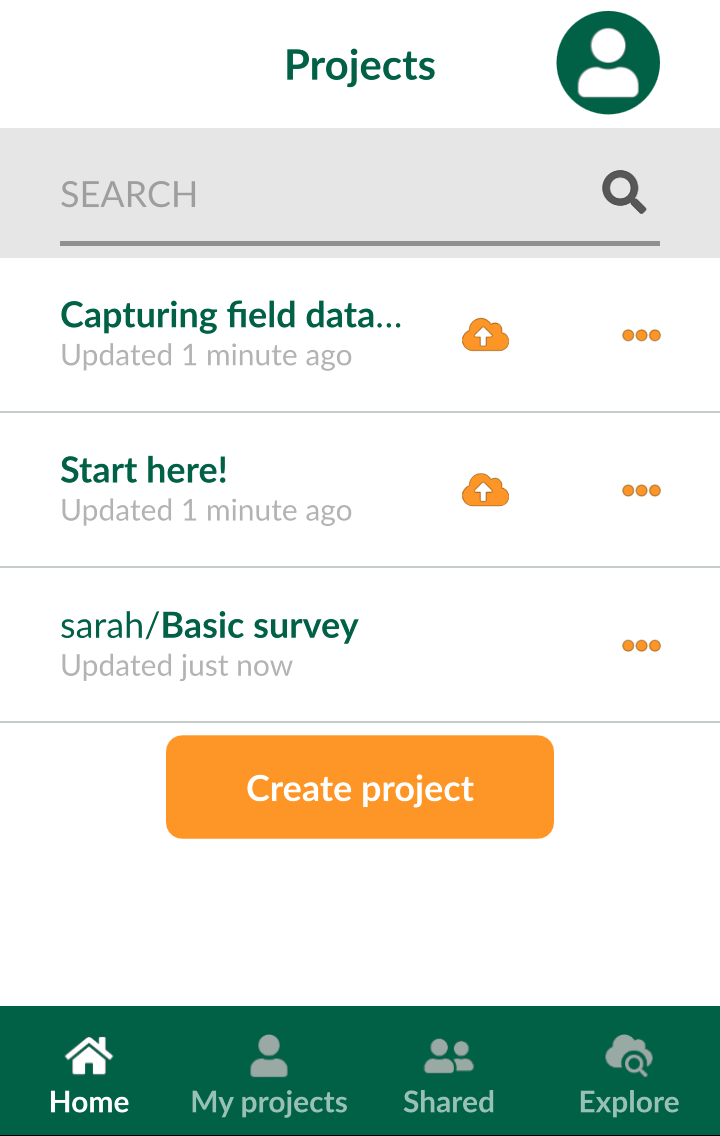 Projects
SEARCH
Capturing field data...
Updated 1 minute ago
Start here!
Updated 1 minute ago
sarah/Basic survey
Updated just now
Create project
Home
My projects
Shared
Explore